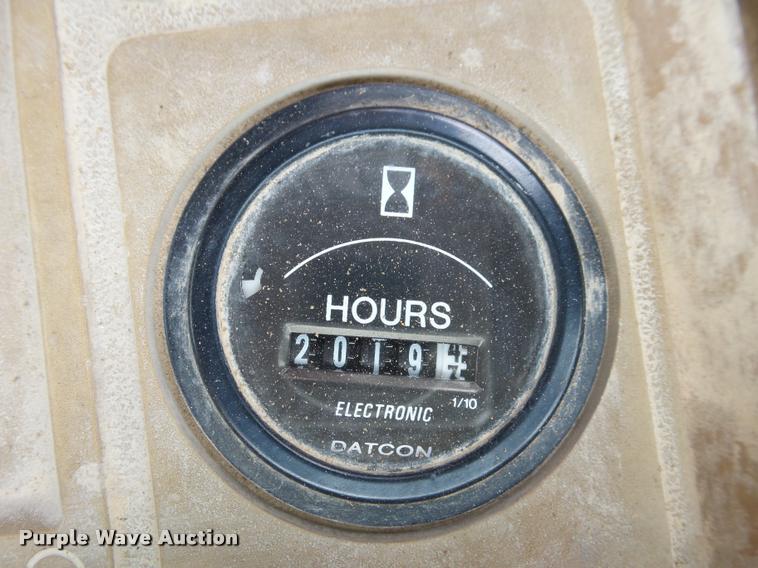 HOURS
2019
1/10
ELECTRONIC
DATCON
Purple Wave Auction